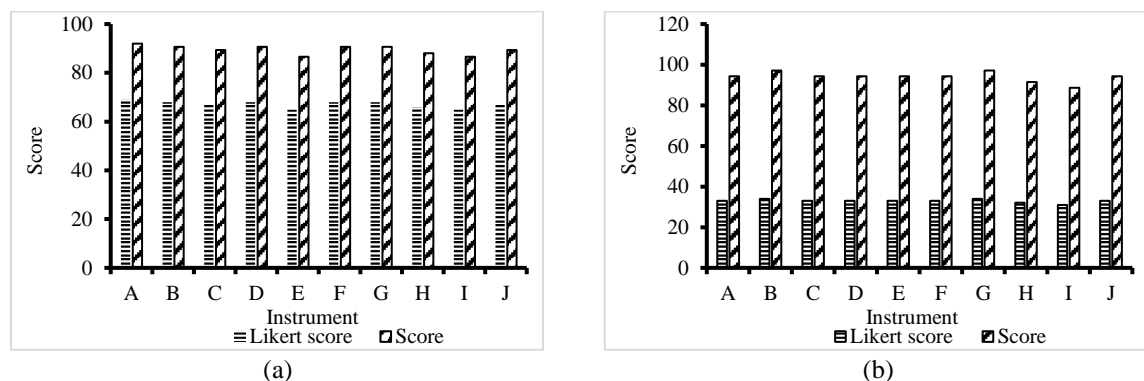 100
80
60
40
20
0
Score
A B C D E F G H I J
Instrument
Likert score Score
(a)
120
100
80
60
40
20
0
Score
A B C D E F G H I J
Instrument
Likert score Score
(b)